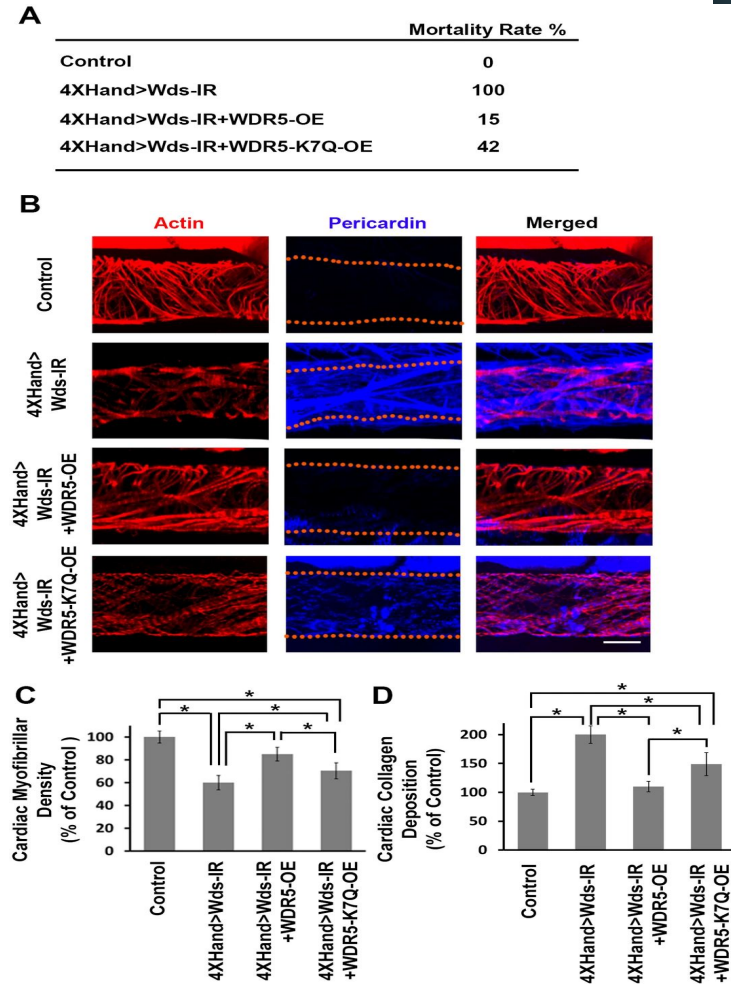 A
Mortality Rate %
Control 0
4XHand>Wds-IR 100
4XHand>Wds-IR+WDR5-OE 15
4XHand>Wds-IR+WDR5-K7Q-OE 42
B
Actin Pericardin Merged
Control
4XHand>
Wds-IR
4XHand>
Wds-IR
+WDR5-OE
4XHand>
Wds-IR
+WDR5-K7Q-OE
C
Cardiac Myofibrillar
Density
(% of Control )
100
80
60
40
20
0
* * * * *
Control
4XHand>Wds-IR
4XHand>Wds-IR
+WDR5-OE
4XHand>Wds-IR
+WDR5-K7Q-OE
D
Cardiac Collagen
Deposition
(% of Control)
200
150
100
50
0
* * * * *
Control
4XHand>Wds-IR
4XHand>Wds-IR
+WDR5-OE
4XHand>Wds-IR
+WDR5-K7Q-OE